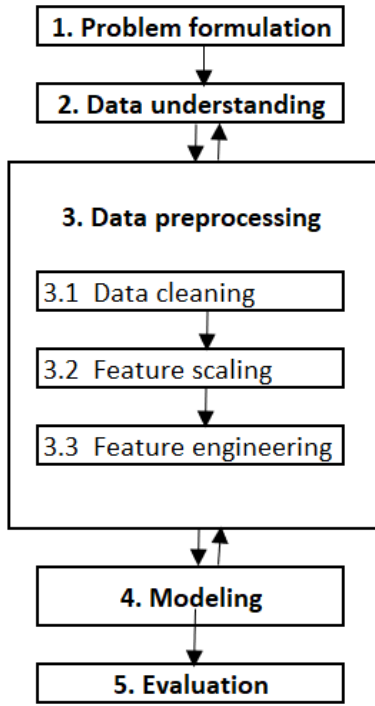 1. Problem formulation
2. Data understanding
3. Data preprocessing
3.1 Data cleaning
3.2 Feature scaling
3.3 Feature engineering
4. Modeling
5. Evaluation